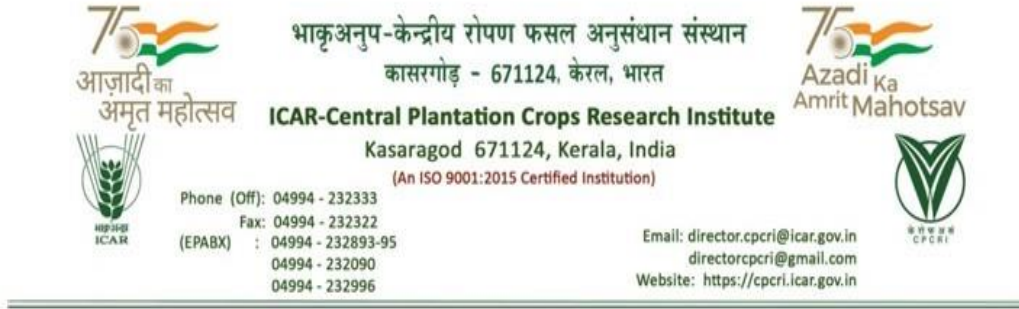 75
आज़ादी का
अमृत महोत्सव
भाकृअनुप-केन्द्रीय रोपण फसल अनुसंधान संस्थान
कासरगोड़ - 671124, केरल, भारत
ICAR-Central Plantation Crops Research Institute
Kasaragod 671124, Kerala, India
(An ISO 9001:2015 Certified Institution)
75
Azadi Ka
Amrit Mahotsav
भाकृअनुप
ICAR
Phone (Off): 04994 - 232333
Fax: 04994 - 232322
(EPABX) : 04994 - 232893-95
04994 - 232090
04994 - 232996
Email: director.cpcri@icar.gov.in
directorcpcri@gmail.com
Website: https://cpcri.icar.gov.in
CPCRI